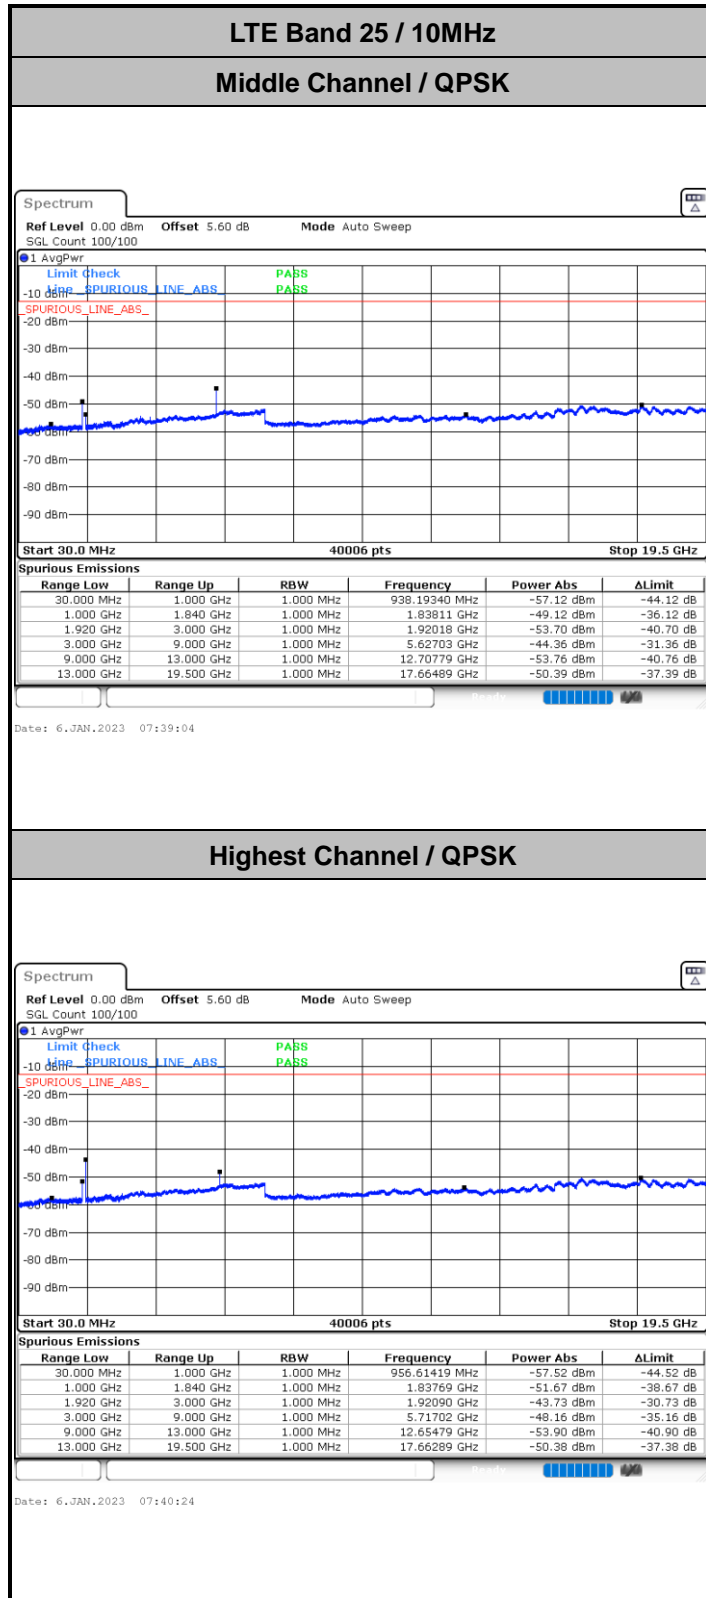 LTE Band 25 / 10MHz
Middle Channel / QPSK
Spectrum
Ref Level 0.00 dBm Offset 5.60 dB Mode Auto Sweep
SGL Count 100/100
1 AvgPwr
Limit Check PASS
-10 dBm Line _SPURIOUS_LINE_ABS_ PASS
_SPURIOUS_LINE_ABS_
-20 dBm
-30 dBm
-40 dBm
-50 dBm
-60 dBm
-70 dBm
-80 dBm
-90 dBm
Start 30.0 MHz 40006 pts Stop 19.5 GHz
Spurious Emissions
Range Low Range Up RBW Frequency Power Abs ΔLimit
30.000 MHz 1.000 GHz 1.000 MHz 938.19340 MHz -57.12 dBm -44.12 dB
1.000 GHz 1.840 GHz 1.000 MHz 1.83811 GHz -49.12 dBm -36.12 dB
1.920 GHz 3.000 GHz 1.000 MHz 1.92018 GHz -53.70 dBm -40.70 dB
3.000 GHz 9.000 GHz 1.000 MHz 5.62703 GHz -44.36 dBm -31.36 dB
9.000 GHz 13.000 GHz 1.000 MHz 12.70779 GHz -53.76 dBm -40.76 dB
13.000 GHz 19.500 GHz 1.000 MHz 17.66489 GHz -50.39 dBm -37.39 dB
Ready
Date: 6.JAN.2023 07:39:04
Highest Channel / QPSK
Spectrum
Ref Level 0.00 dBm Offset 5.60 dB Mode Auto Sweep
SGL Count 100/100
1 AvgPwr
Limit Check PASS
-10 dBm Line _SPURIOUS_LINE_ABS_ PASS
_SPURIOUS_LINE_ABS_
-20 dBm
-30 dBm
-40 dBm
-50 dBm
-60 dBm
-70 dBm
-80 dBm
-90 dBm
Start 30.0 MHz 40006 pts Stop 19.5 GHz
Spurious Emissions
Range Low Range Up RBW Frequency Power Abs ΔLimit
30.000 MHz 1.000 GHz 1.000 MHz 956.61419 MHz -57.52 dBm -44.52 dB
1.000 GHz 1.840 GHz 1.000 MHz 1.83769 GHz -51.67 dBm -38.67 dB
1.920 GHz 3.000 GHz 1.000 MHz 1.92090 GHz -43.73 dBm -30.73 dB
3.000 GHz 9.000 GHz 1.000 MHz 5.71702 GHz -48.16 dBm -35.16 dB
9.000 GHz 13.000 GHz 1.000 MHz 12.65479 GHz -53.90 dBm -40.90 dB
13.000 GHz 19.500 GHz 1.000 MHz 17.66289 GHz -50.38 dBm -37.38 dB
Ready
Date: 6.JAN.2023 07:40:24